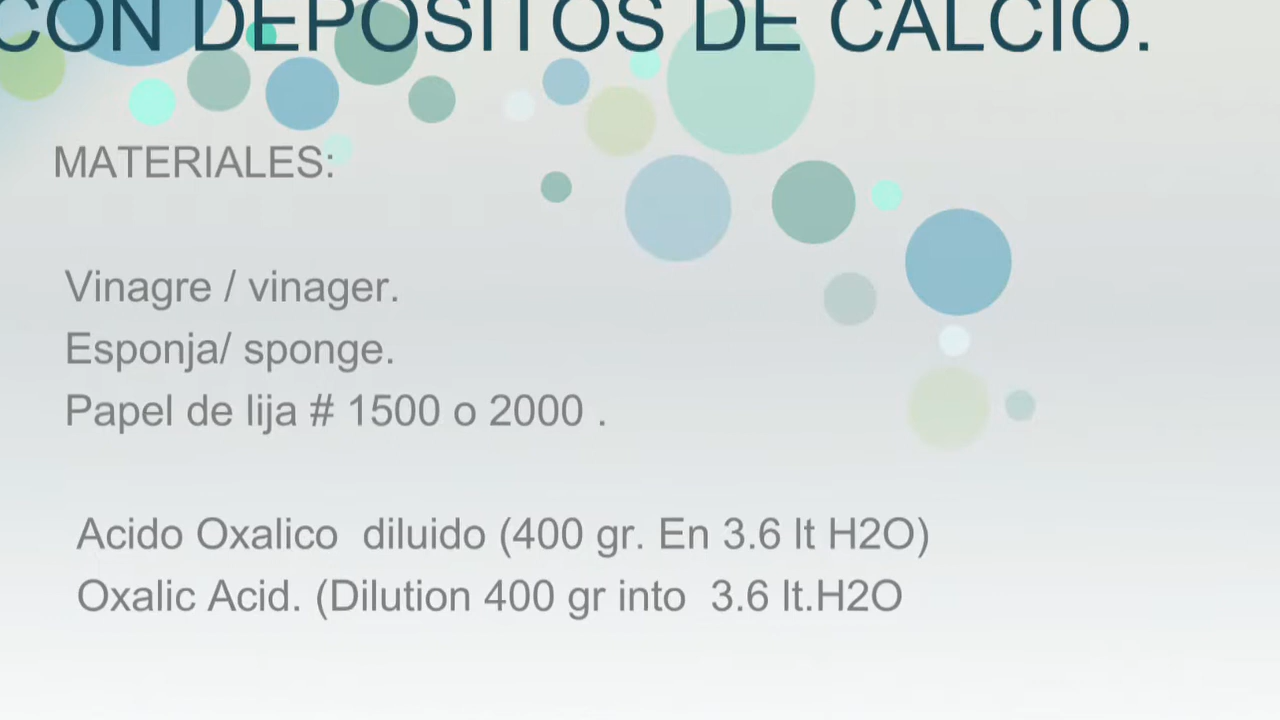 CON DEPOSITOS DE CALCIO.
MATERIALES:
Vinagre / vinager.
Esponja/ sponge.
Papel de lija # 1500 o 2000 .
Acido Oxalico diluido (400 gr. En 3.6 lt H2O)
Oxalic Acid. (Dilution 400 gr into 3.6 lt.H2O